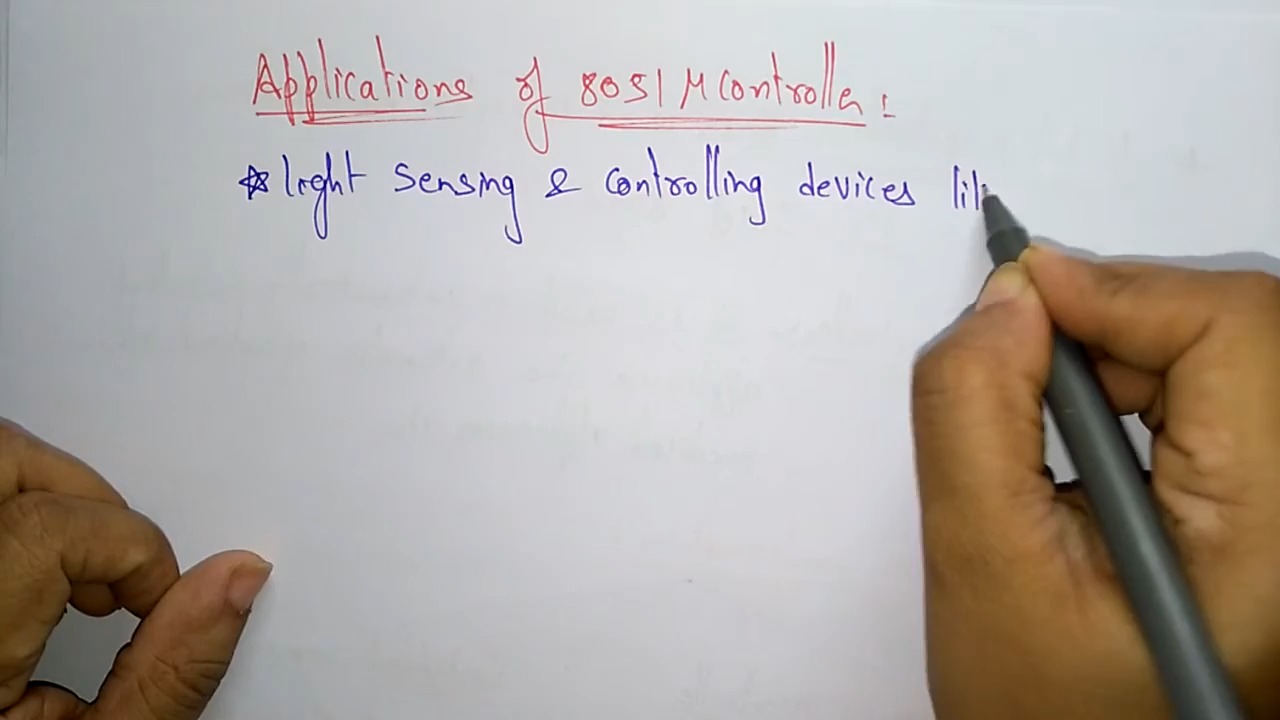 Applications of 8051 μController:
* light sensing & controlling devices